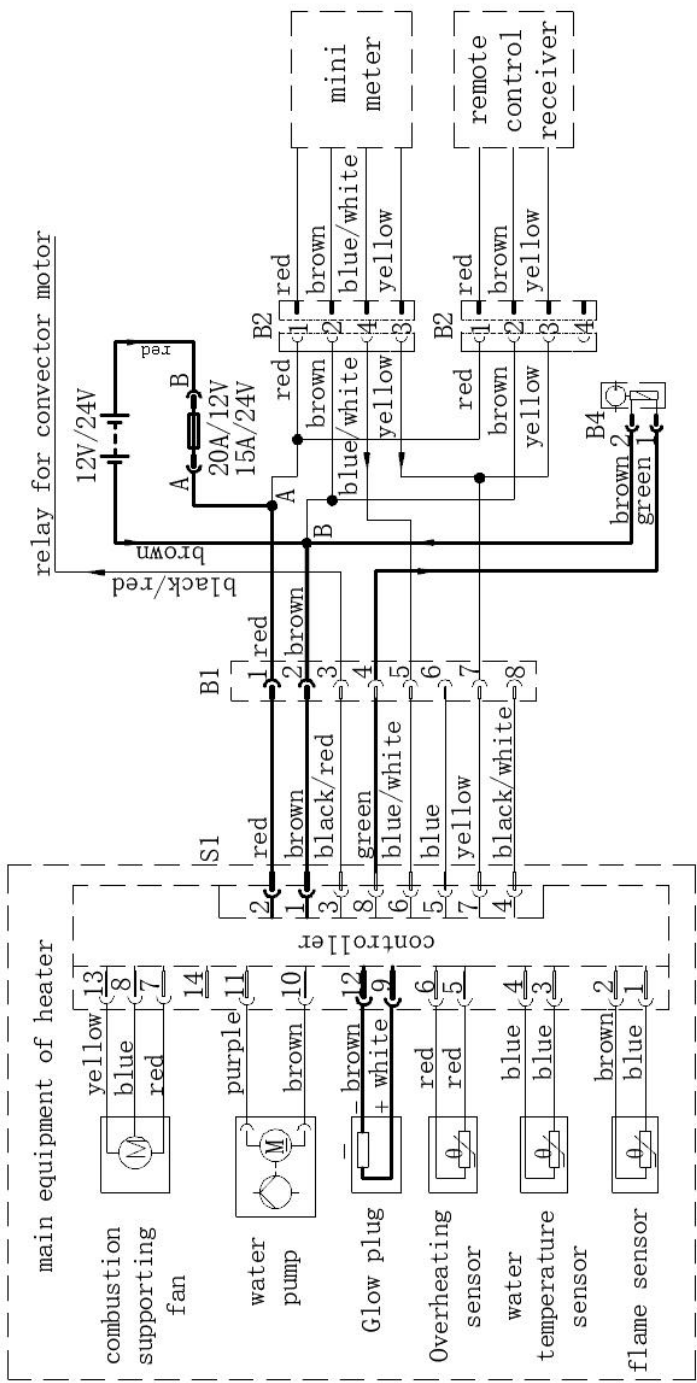 relay for convector motor
12V/24V
red
B
20A/12V
15A/24V
A
A
B
brown
black/red
mini
meter
remote
control
receiver
red
brown
blue/white
yellow
red
brown
yellow
B2
1
2
4
3
B2
1
2
3
4
red
brown
blue/white
yellow
red
brown
yellow
B4
brown 2
green 1
red
brown
B1
1
2
3
4
5
6
7
8
red
brown
black/red
green
blue/white
blue
yellow
black/white
S1
2
1
3
8
6
5
7
4
controller
main equipment of heater
13
8
7
14
11
10
12
9
6
5
4
3
2
1
yellow
blue
red
purple
brown
- brown
+ white
red
red
blue
blue
brown
blue
M
M
-
θ
θ
θ
combustion
supporting
fan
water
pump
Glow plug
Overheating
sensor
water
temperature
sensor
flame sensor